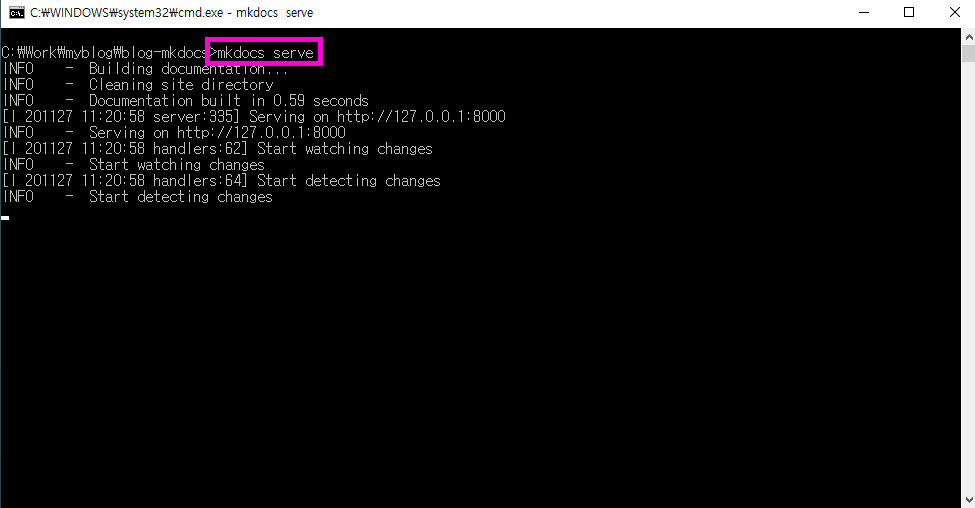 C:₩WINDOWS₩system32₩cmd.exe - mkdocs  serve
C:₩Work₩myblog₩blog-mkdocs>mkdocs serve
INFO    -  Building documentation...
INFO    -  Cleaning site directory
INFO    -  Documentation built in 0.59 seconds
[I 201127 11:20:58 server:335] Serving on http://127.0.0.1:8000
INFO    -  Serving on http://127.0.0.1:8000
[I 201127 11:20:58 handlers:62] Start watching changes
INFO    -  Start watching changes
[I 201127 11:20:58 handlers:64] Start detecting changes
INFO    -  Start detecting changes